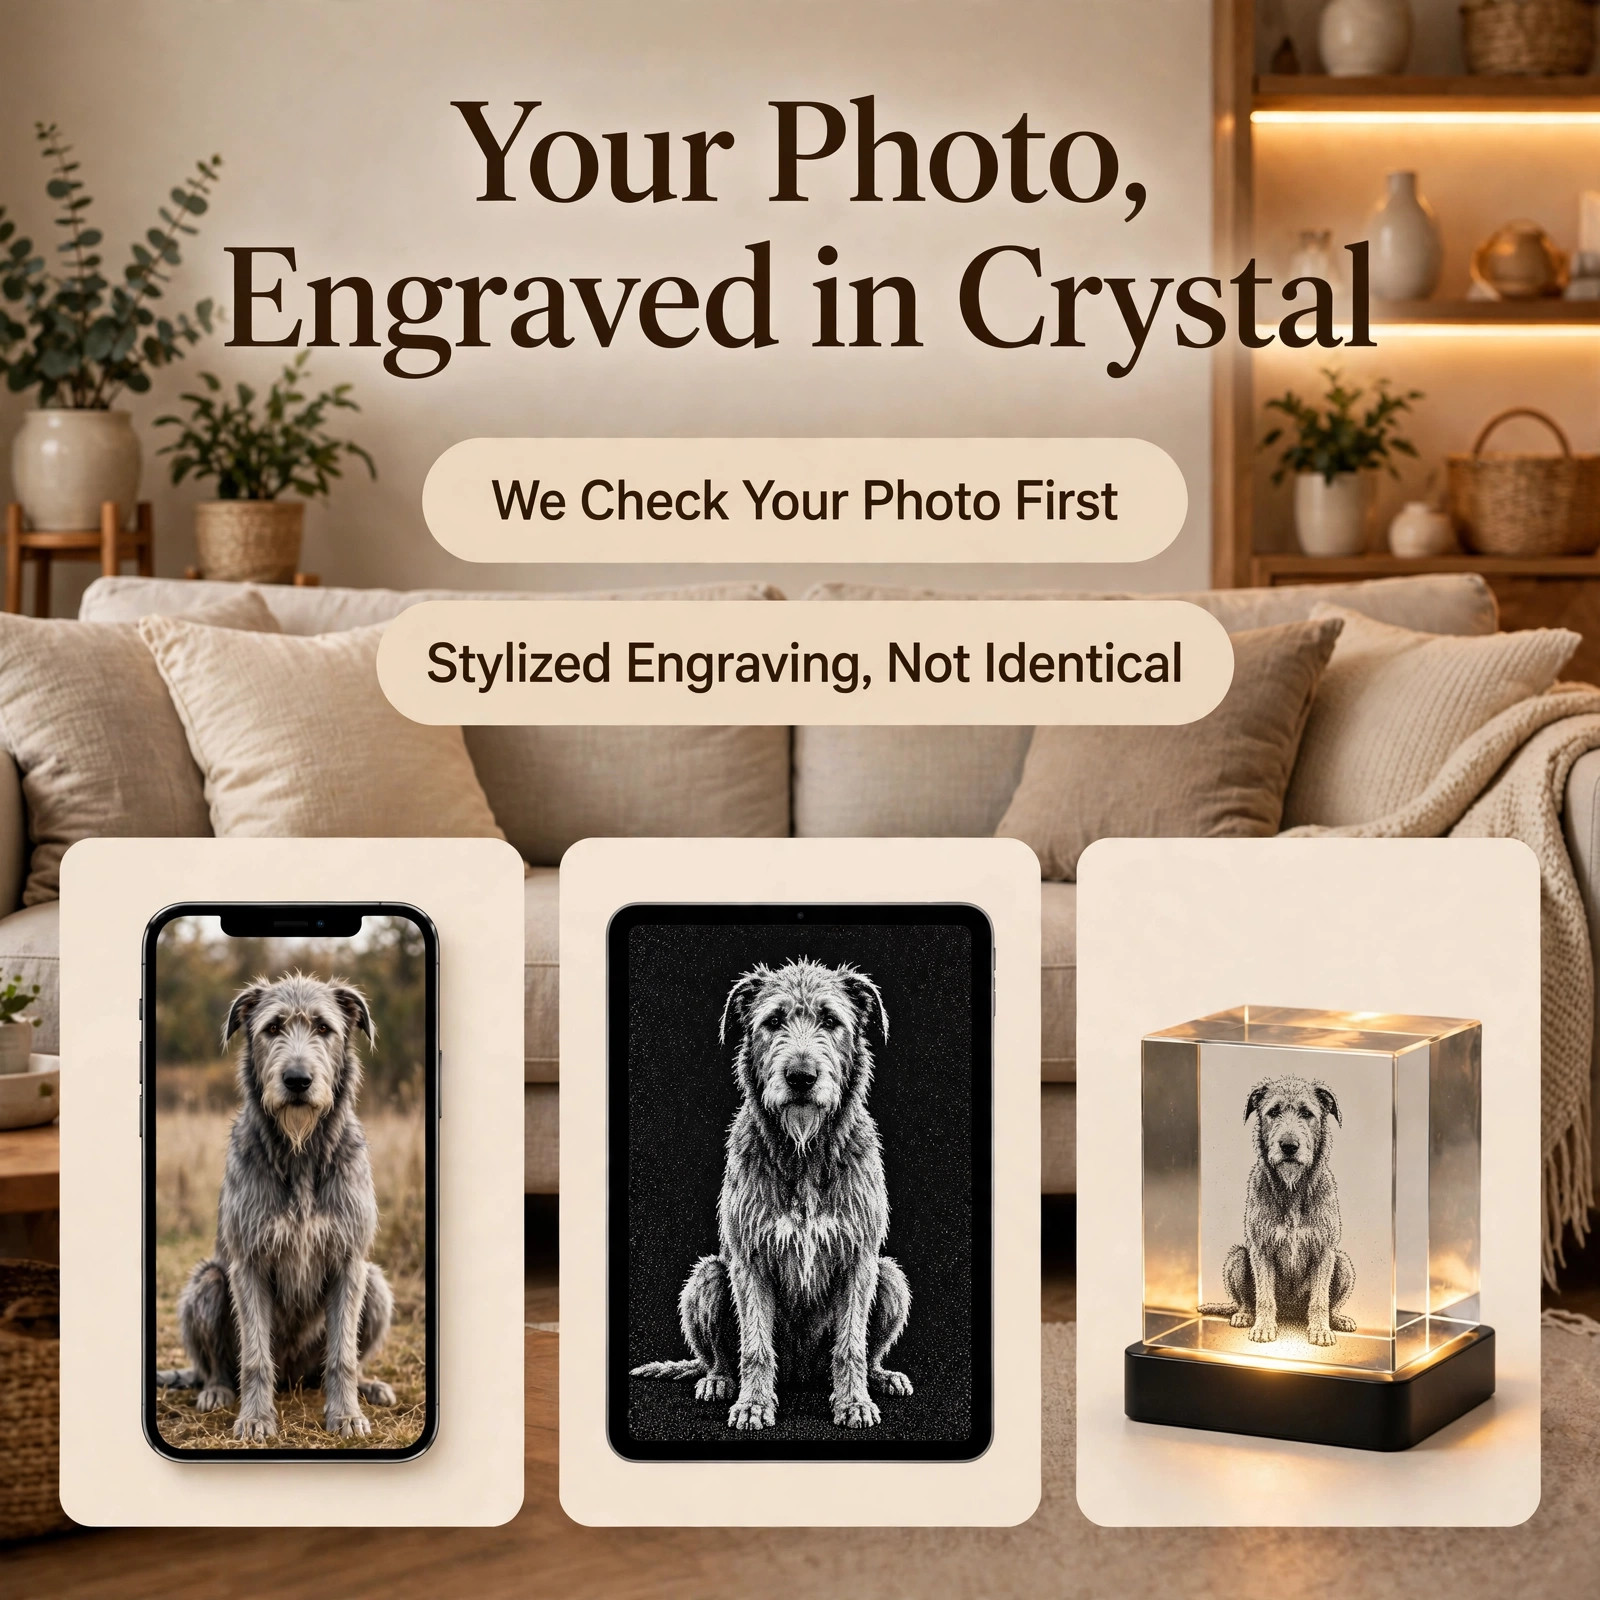 Your Photo,
Engraved in Crystal
We Check Your Photo First
Stylized Engraving, Not Identical